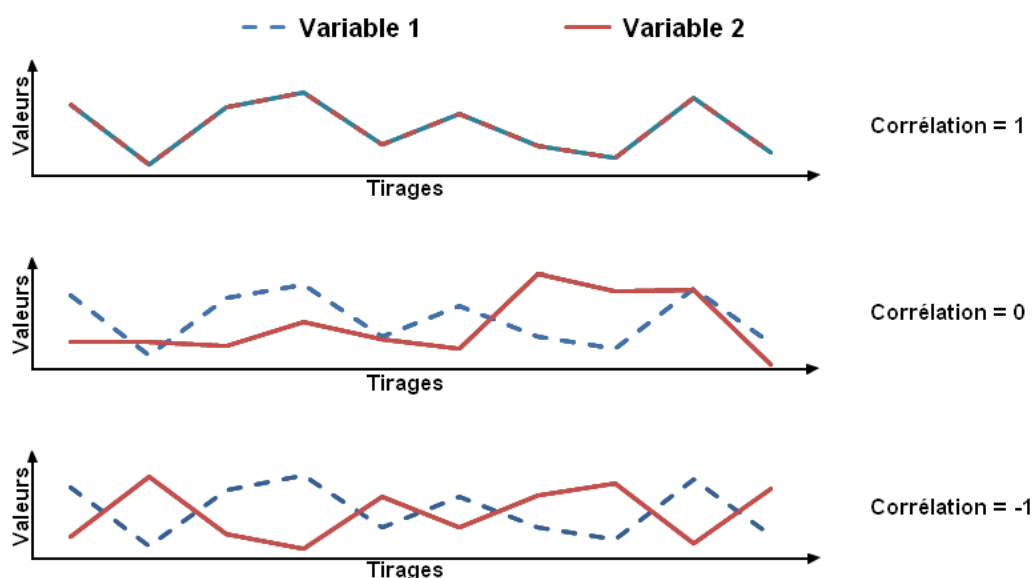 Variable 1 Variable 2
Valeurs
Tirages
Corrélation = 1
Valeurs
Tirages
Corrélation = 0
Valeurs
Tirages
Corrélation = -1